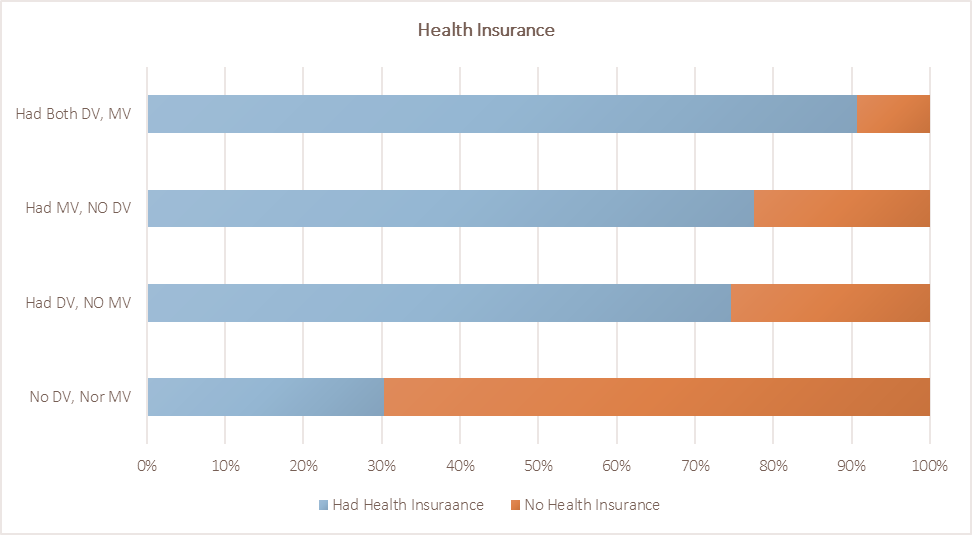 Health Insurance
Had Both DV, MV
Had MV, NO DV
Had DV, NO MV
No DV, Nor MV
0% 10% 20% 30% 40% 50% 60% 70% 80% 90% 100%
Had Health Insuraance No Health Insurance